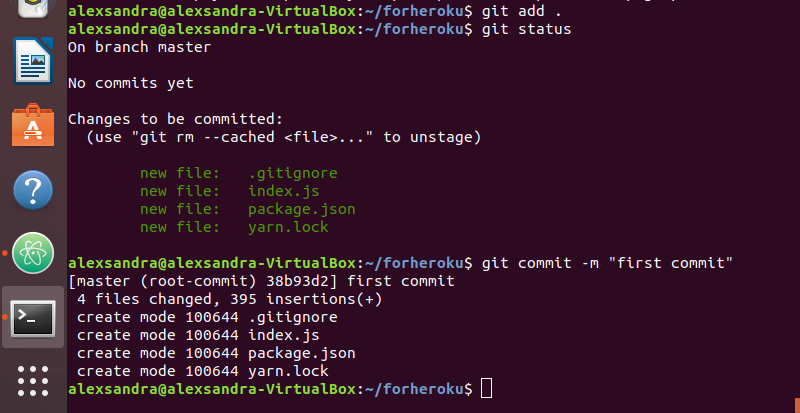 alexsandra@alexsandra-VirtualBox:~/forheroku$ git add .
alexsandra@alexsandra-VirtualBox:~/forheroku$ git status
On branch master
No commits yet
Changes to be committed:
  (use "git rm --cached <file>..." to unstage)
        new file:   .gitignore
        new file:   index.js
        new file:   package.json
        new file:   yarn.lock
alexsandra@alexsandra-VirtualBox:~/forheroku$ git commit -m "first commit"
[master (root-commit) 38b93d2] first commit
 4 files changed, 395 insertions(+)
 create mode 100644 .gitignore
 create mode 100644 index.js
 create mode 100644 package.json
 create mode 100644 yarn.lock
alexsandra@alexsandra-VirtualBox:~/forheroku$